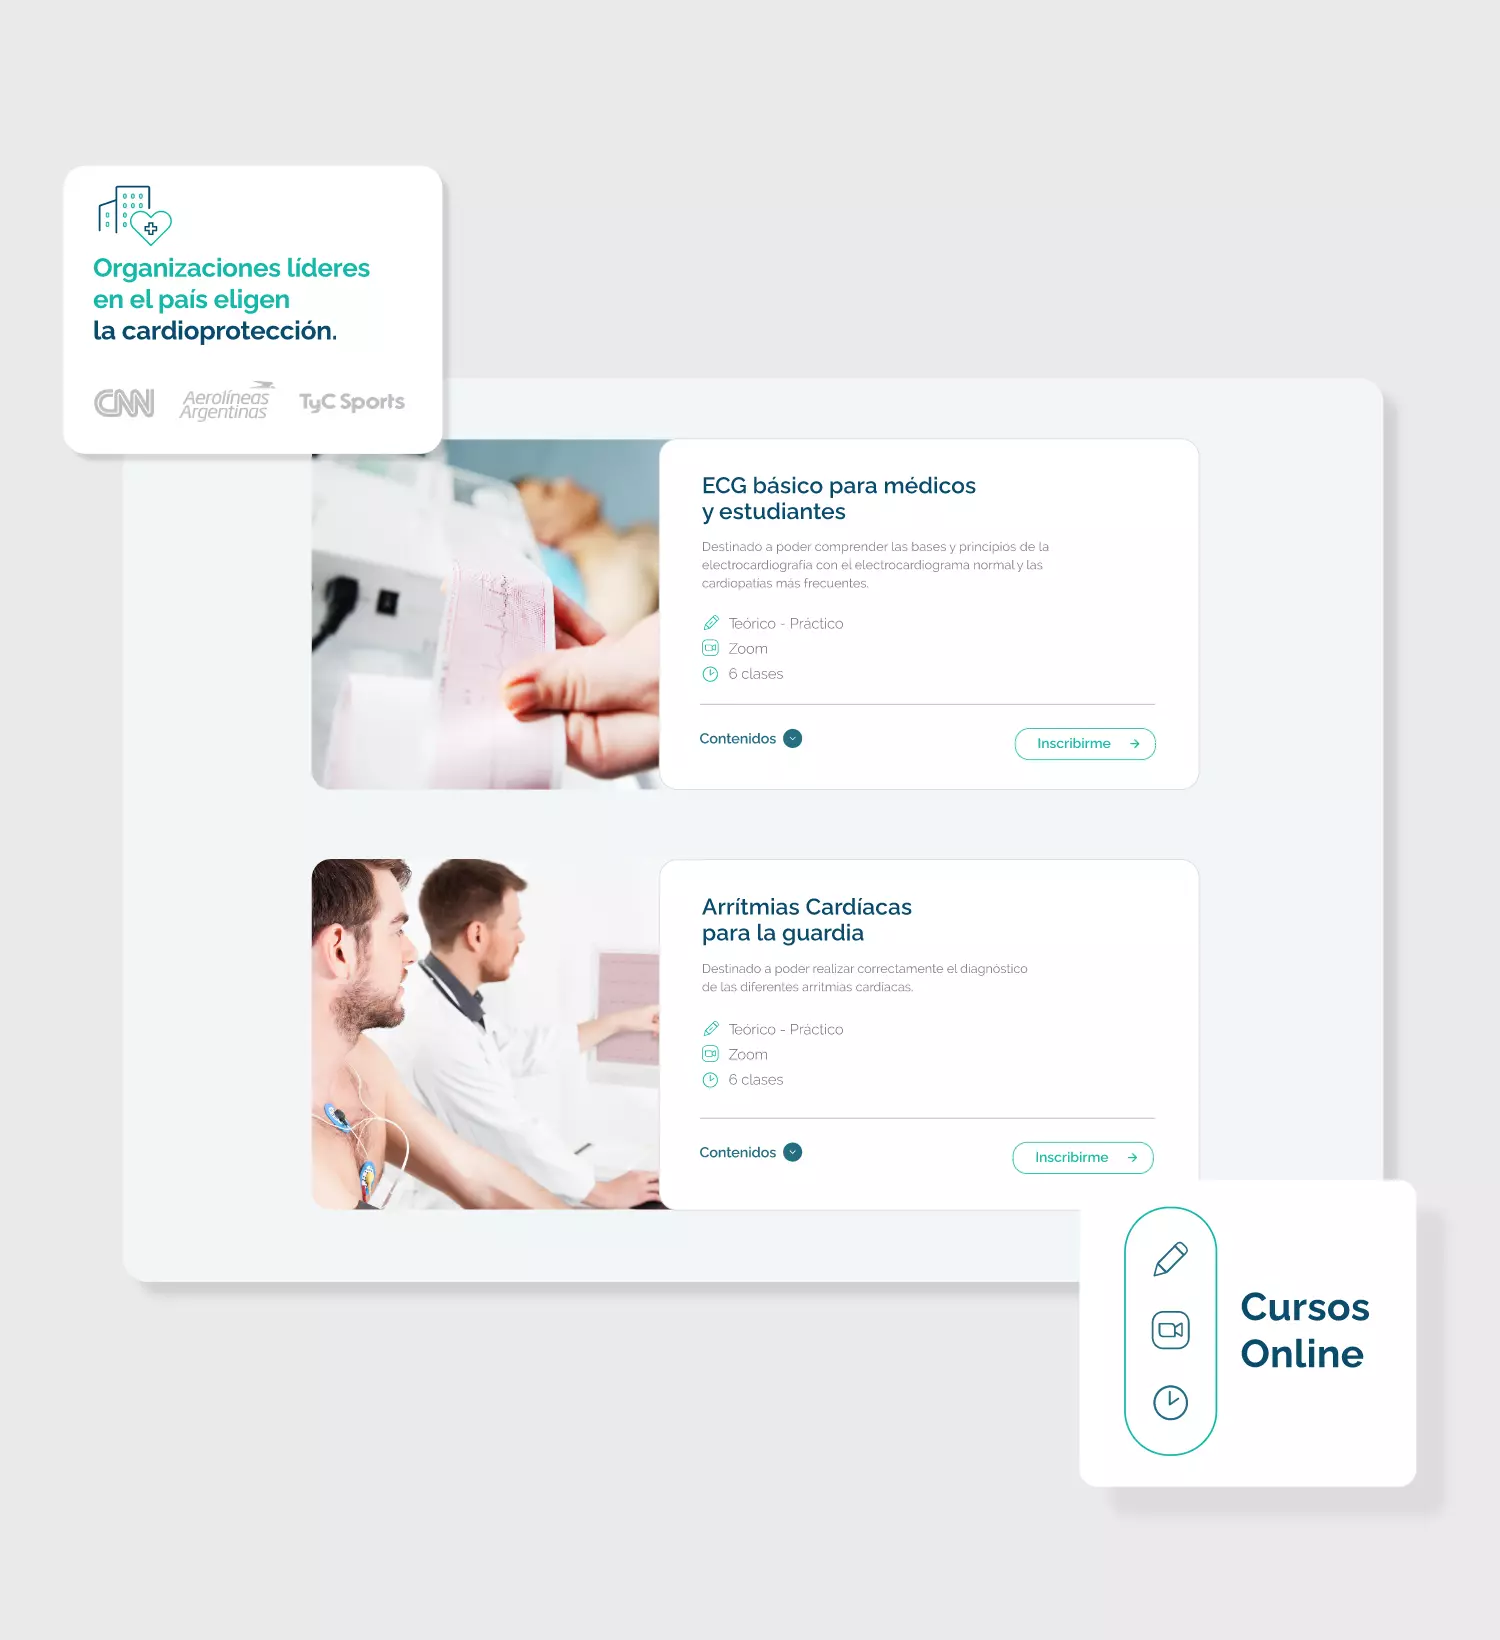 Organizaciones líderes
en el país eligen
la cardioprotección.
CNN
Aerolíneas
Argentinas
TyC Sports
ECG básico para médicos
y estudiantes
Destinado a poder comprender las bases y principios de la
electrocardiografía con el electrocardiograma normal y las
cardiopatías más frecuentes.
Teórico - Práctico
Zoom
6 clases
Contenidos
Inscribirme
Arrítmias Cardíacas
para la guardia
Destinado a poder realizar correctamente el diagnóstico
de las diferentes arritmias cardíacas.
Teórico - Práctico
Zoom
6 clases
Contenidos
Inscribirme
Cursos
Online